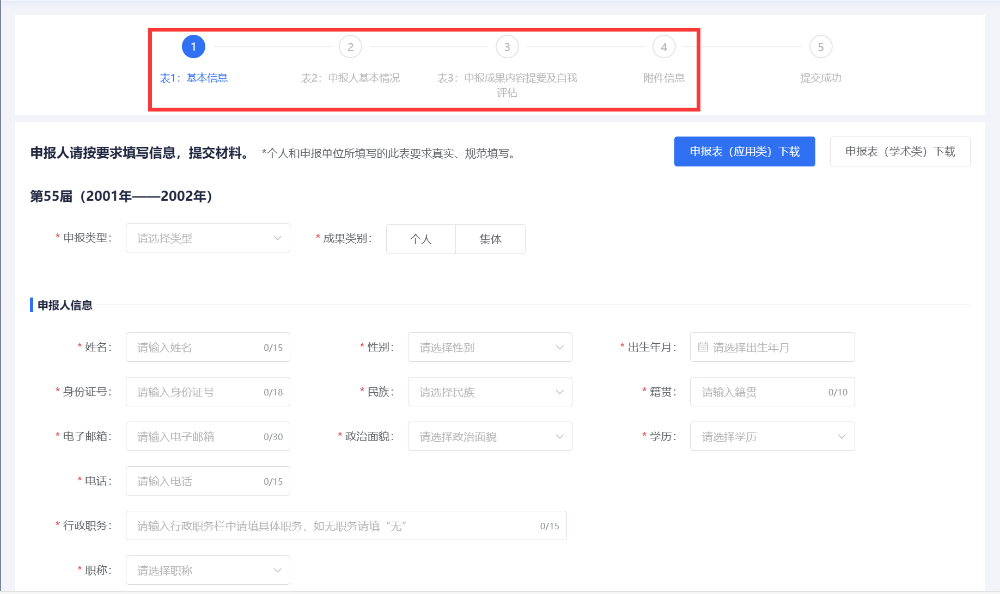 1
2
3
4
5
表1：基本信息
表2：申报人基本情况
表3：申报成果内容提要及自我
评估
附件信息
提交成功
申报人请按要求填写信息，提交材料。 *个人和申报单位所填写的此表要求真实、规范填写。
申报表（应用类）下载
申报表（学术类）下载
第55届（2001年——2002年）
* 申报类型： 请选择类型
* 成果类别： 个人 集体
申报人信息
* 姓名： 请输入姓名 0/15
* 性别： 请选择性别
* 出生年月： 请选择出生年月
* 身份证号： 请输入身份证号 0/18
* 民族： 请选择民族
* 籍贯： 请输入籍贯 0/10
* 电子邮箱： 请输入电子邮箱 0/30
* 政治面貌： 请选择政治面貌
* 学历： 请选择学历
* 电话： 请输入电话 0/15
* 行政职务： 请输入行政职务栏中请填具体职务，如无职务请填“无” 0/15
* 职称： 请选择职称